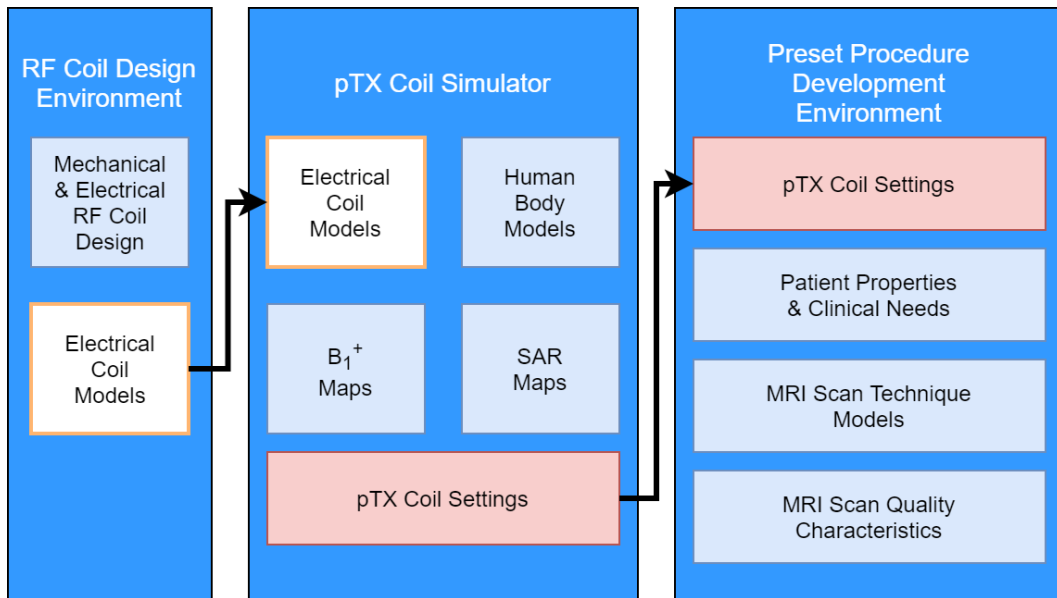 RF Coil Design
Environment
Mechanical
& Electrical
RF Coil
Design
Electrical
Coil
Models
pTX Coil Simulator
Electrical
Coil
Models
Human
Body
Models
B₁⁺
Maps
SAR
Maps
pTX Coil Settings
Preset Procedure
Development
Environment
pTX Coil Settings
Patient Properties
& Clinical Needs
MRI Scan Technique
Models
MRI Scan Quality
Characteristics